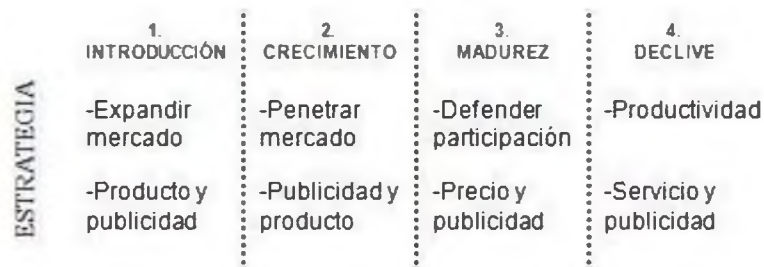 ESTRATEGIA
1.
INTRODUCCIÓN
-Expandir
mercado
-Producto y
publicidad
2.
CRECIMIENTO
-Penetrar
mercado
-Publicidad y
producto
3.
MADUREZ
-Defender
participación
-Precio y
publicidad
4.
DECLIVE
-Productividad
-Servicio y
publicidad